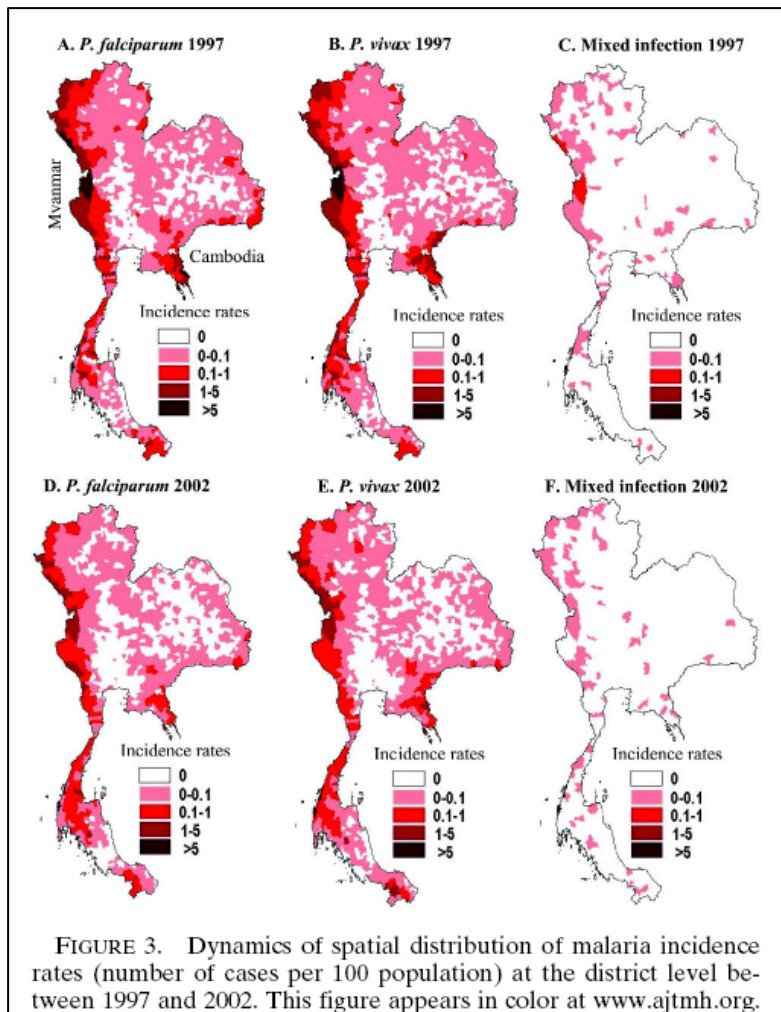 A. P. falciparum 1997
B. P. vivax 1997
C. Mixed infection 1997
Mvanmar
Cambodia
Incidence rates
0
0-0.1
0.1-1
1-5
>5
Incidence rates
0
0-0.1
0.1-1
1-5
>5
Incidence rates
0
0-0.1
0.1-1
1-5
>5
D. P. falciparum 2002
E. P. vivax 2002
F. Mixed infection 2002
Incidence rates
0
0-0.1
0.1-1
1-5
>5
Incidence rates
0
0-0.1
0.1-1
1-5
>5
Incidence rates
0
0-0.1
0.1-1
1-5
>5
FIGURE 3. Dynamics of spatial distribution of malaria incidence
rates (number of cases per 100 population) at the district level be-
tween 1997 and 2002. This figure appears in color at www.ajtmh.org.